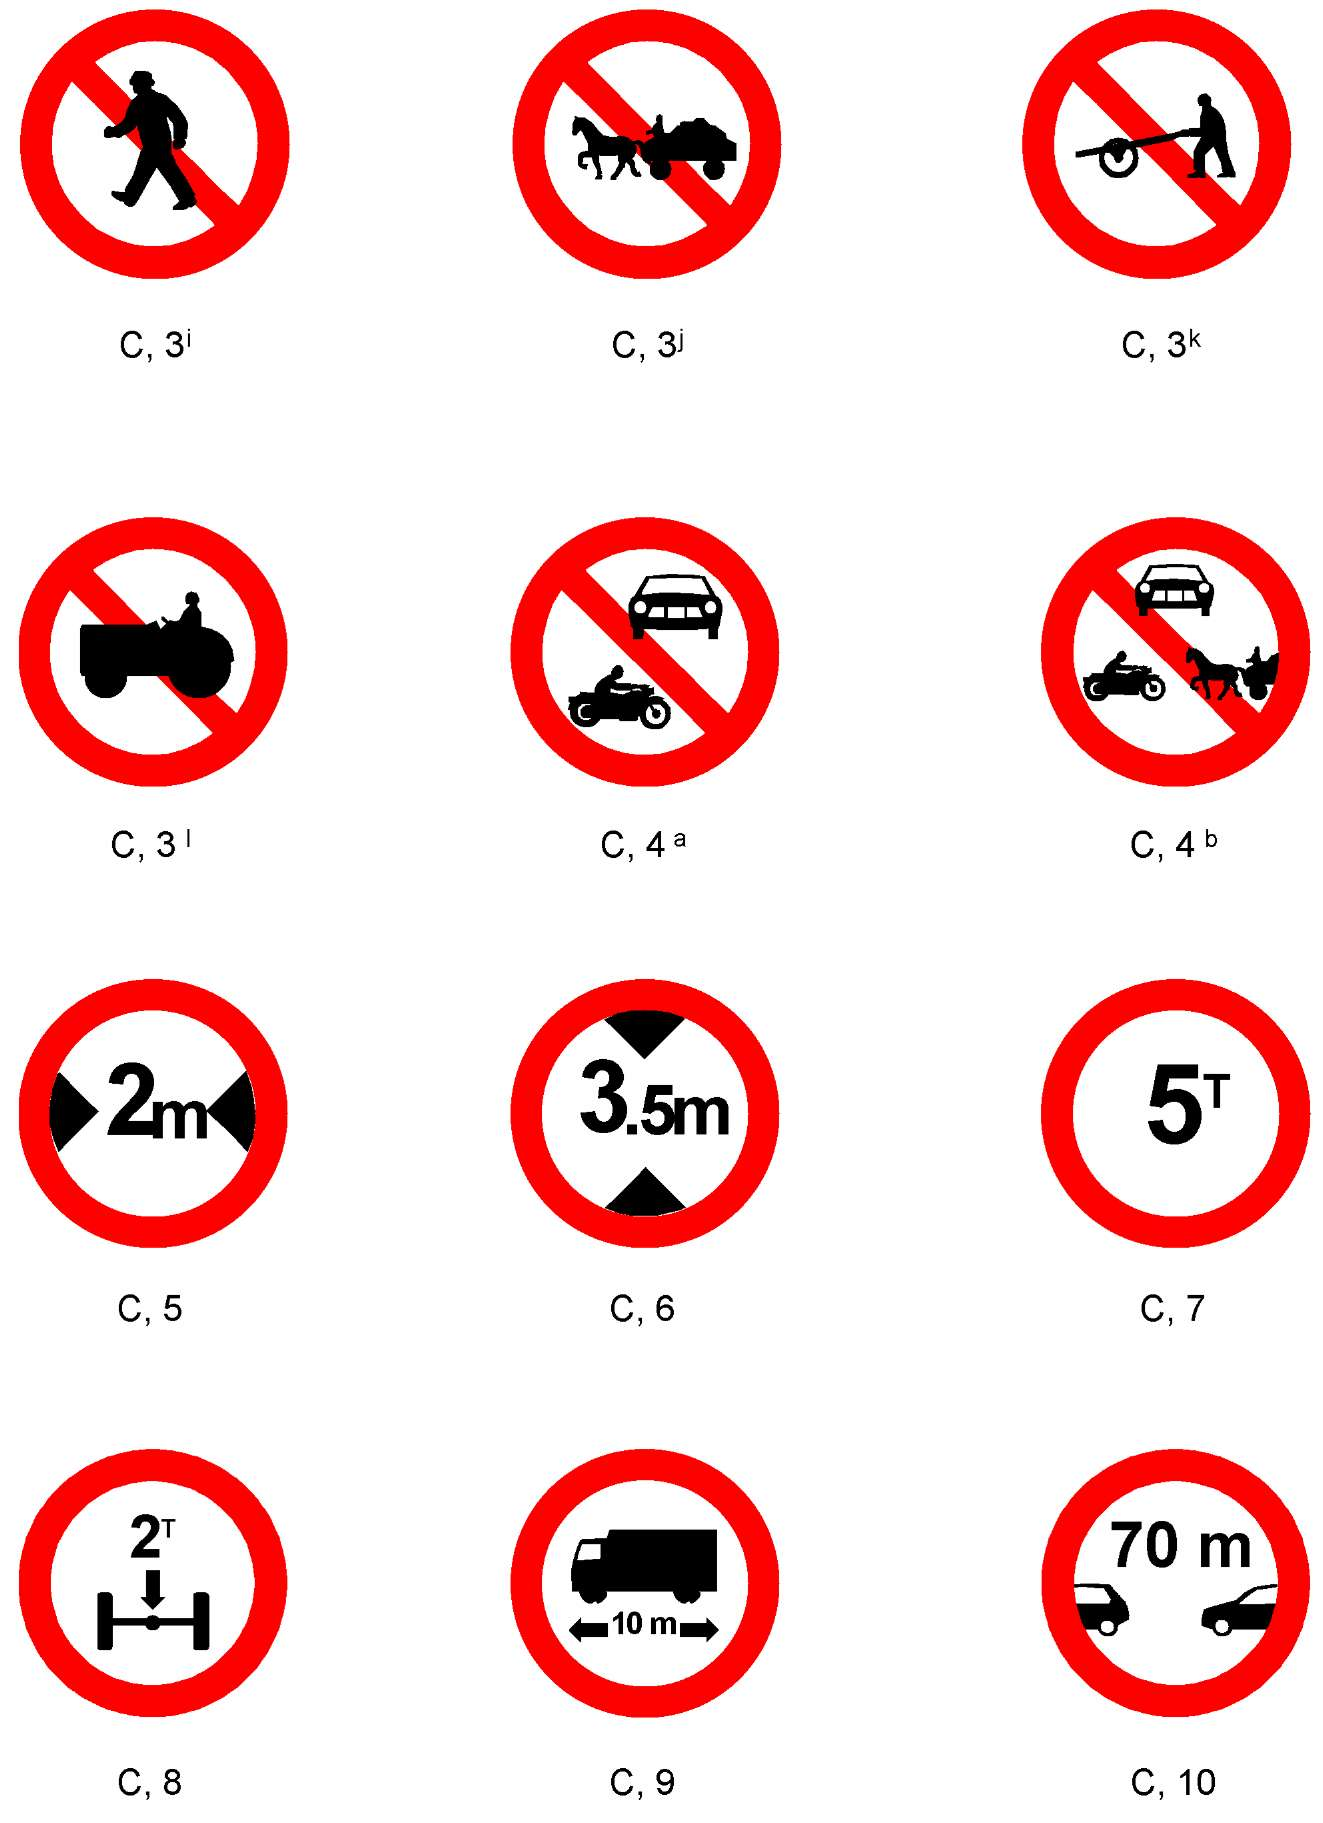 C, 3ⁱ
C, 3ʲ
C, 3ᵏ
C, 3 ˡ
C, 4 ᵃ
C, 4 ᵇ
2m
3.5m
5ᵀ
C, 5
C, 6
C, 7
2ᵀ
10 m
70 m
C, 8
C, 9
C, 10